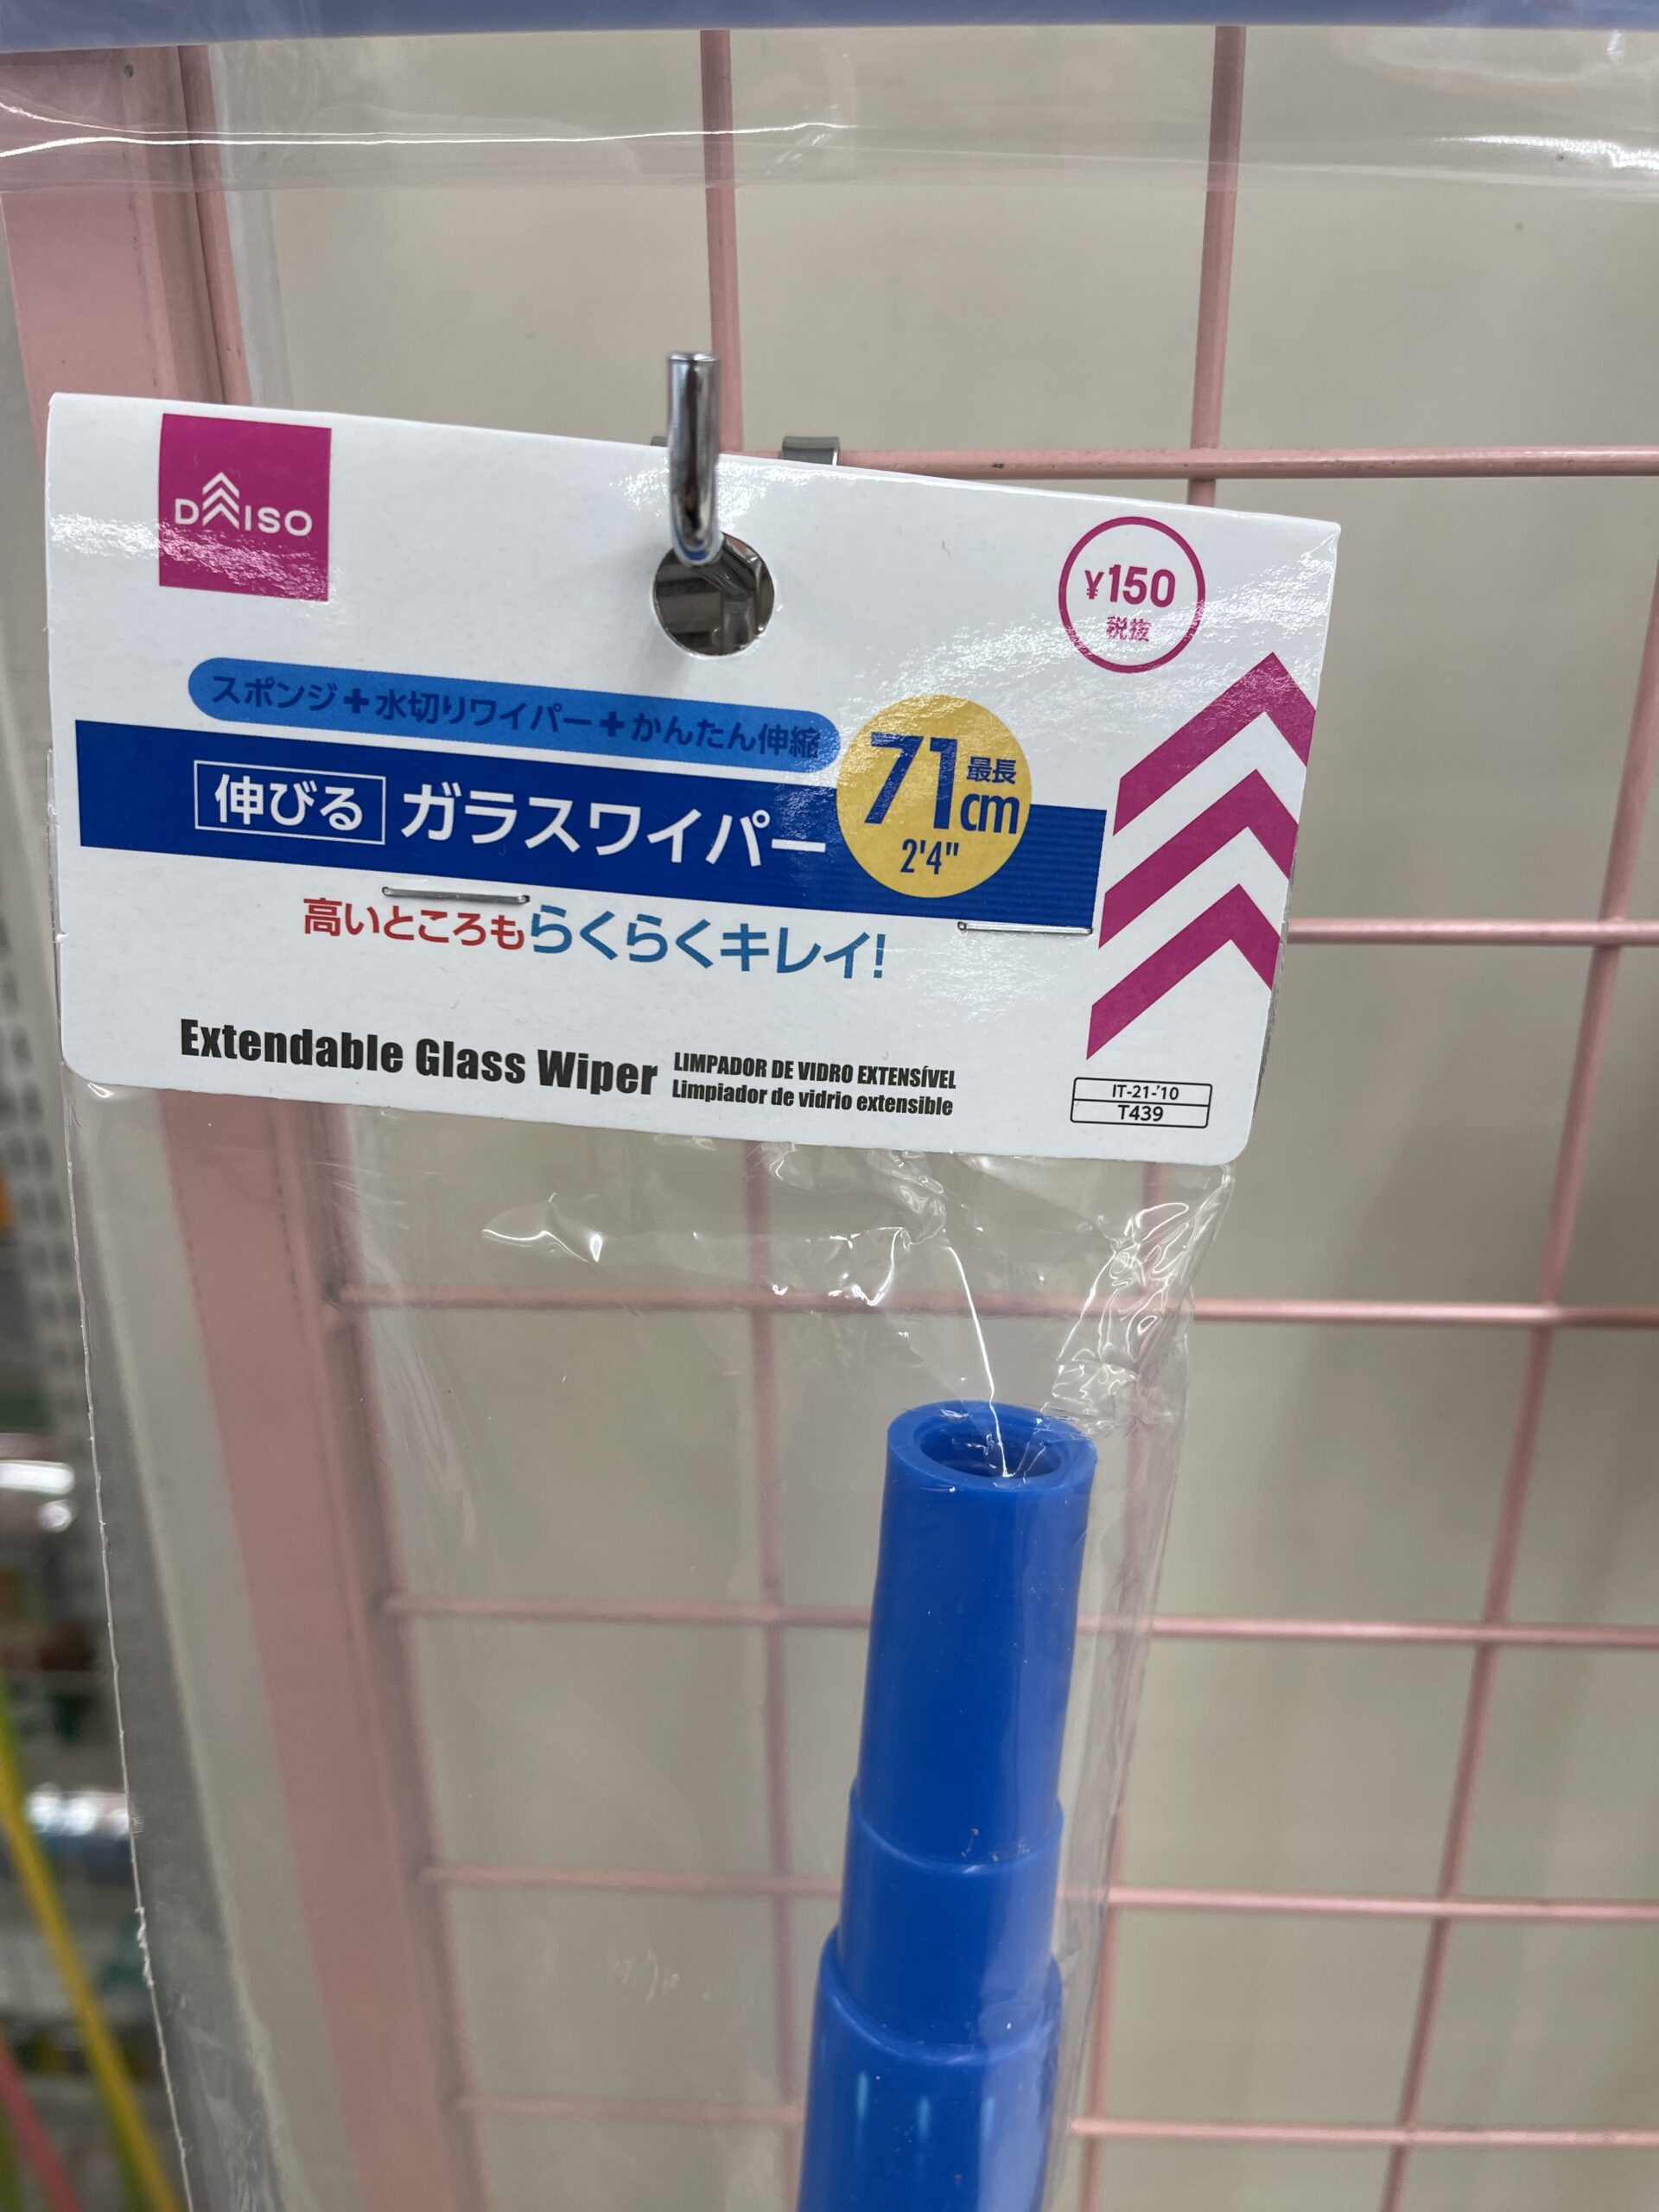 DAISO
¥150
税抜
スポンジ+水切りワイパー+かんたん伸縮
伸びる ガラスワイパー
最長
71cm
2'4"
高いところもらくらくキレイ!
Extendable Glass Wiper
LIMPADOR DE VIDRO EXTENSÍVEL
Limpiador de vidrio extensible
IT-21-'10
T439